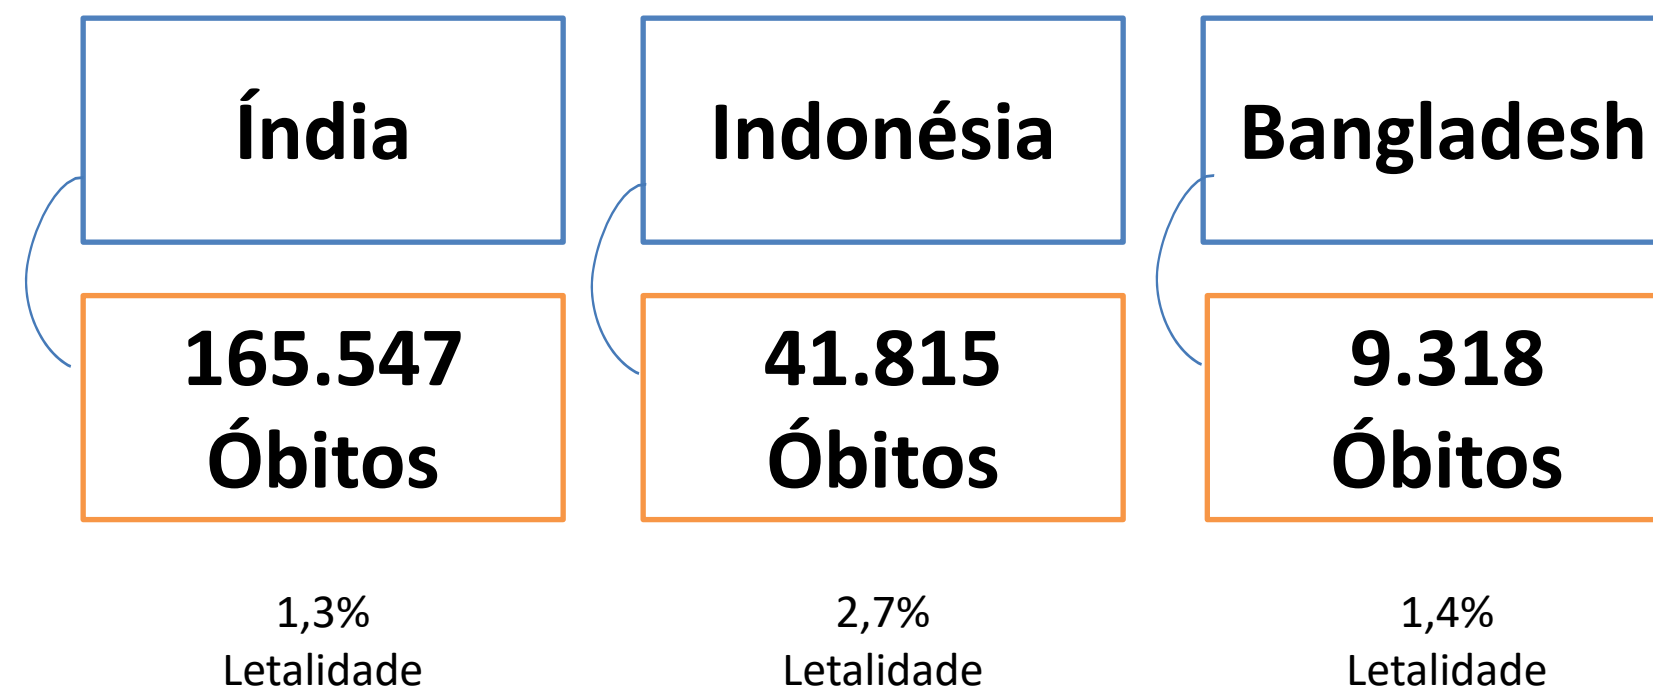 Índia
Indonésia
Bangladesh
165.547
Óbitos
41.815
Óbitos
9.318
Óbitos
1,3%
Letalidade
2,7%
Letalidade
1,4%
Letalidade